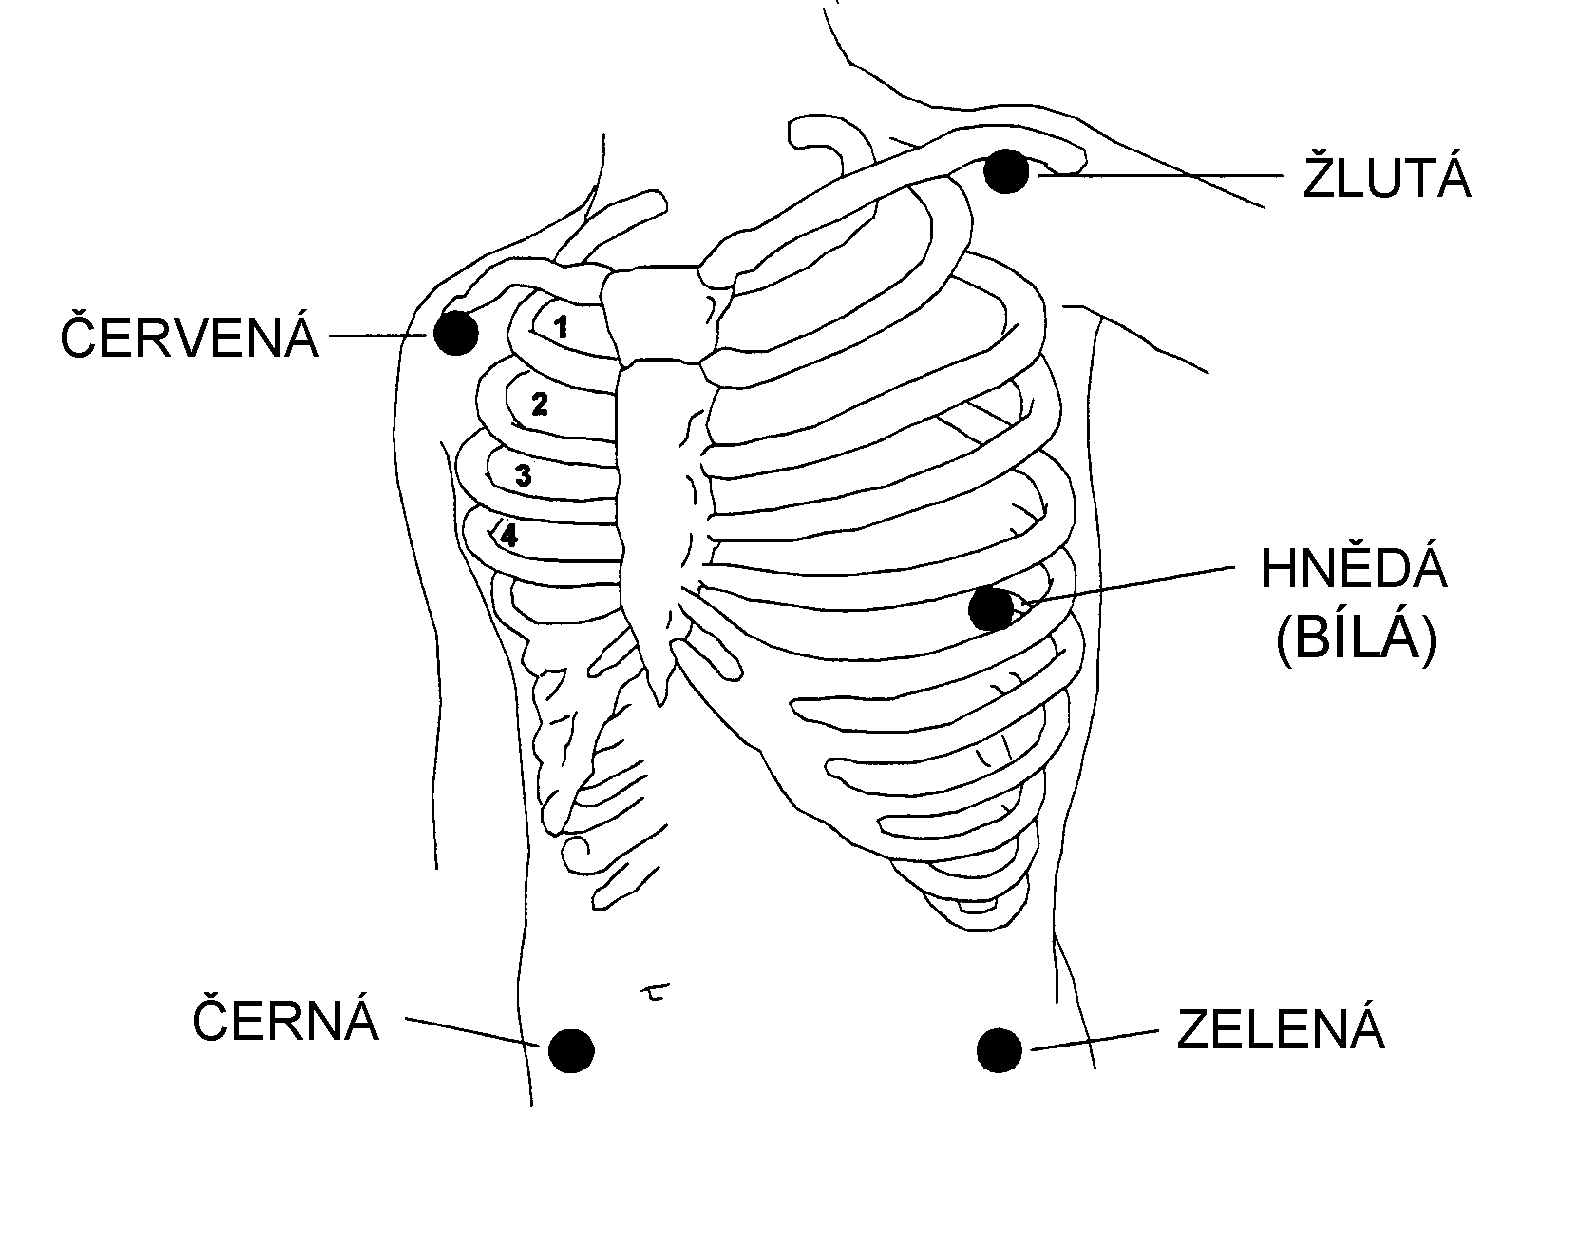 ŽLUTÁ
ČERVENÁ
1
2
3
4
HNĚDÁ
(BÍLÁ)
ČERNÁ
ZELENÁ